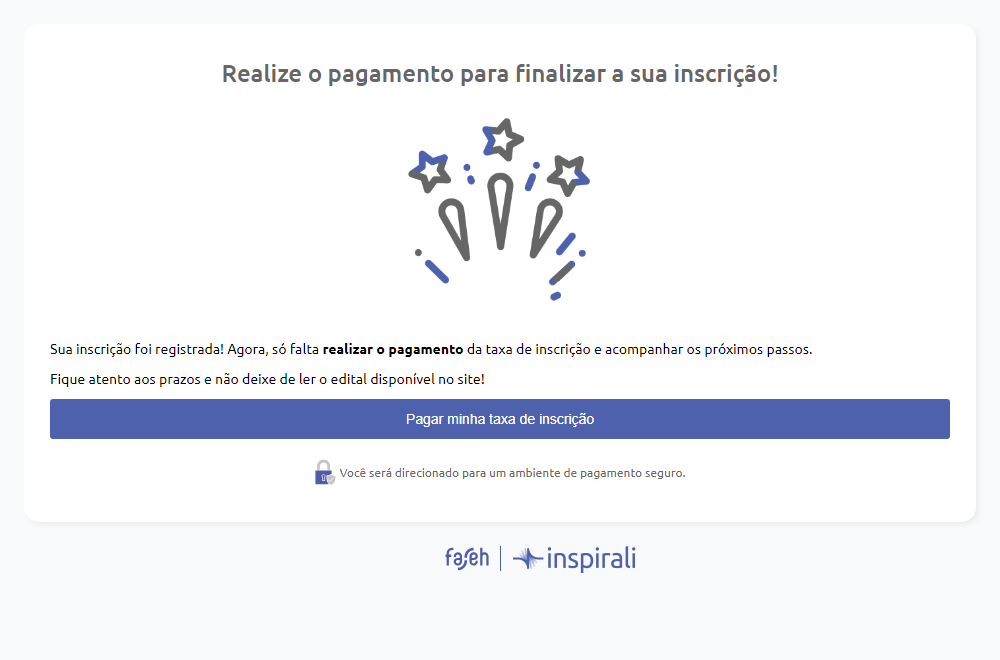 Realize o pagamento para finalizar a sua inscrição!
Sua inscrição foi registrada! Agora, só falta realizar o pagamento da taxa de inscrição e acompanhar os próximos passos.
Fique atento aos prazos e não deixe de ler o edital disponível no site!
Pagar minha taxa de inscrição
Você será direcionado para um ambiente de pagamento seguro.
faseh | inspirali